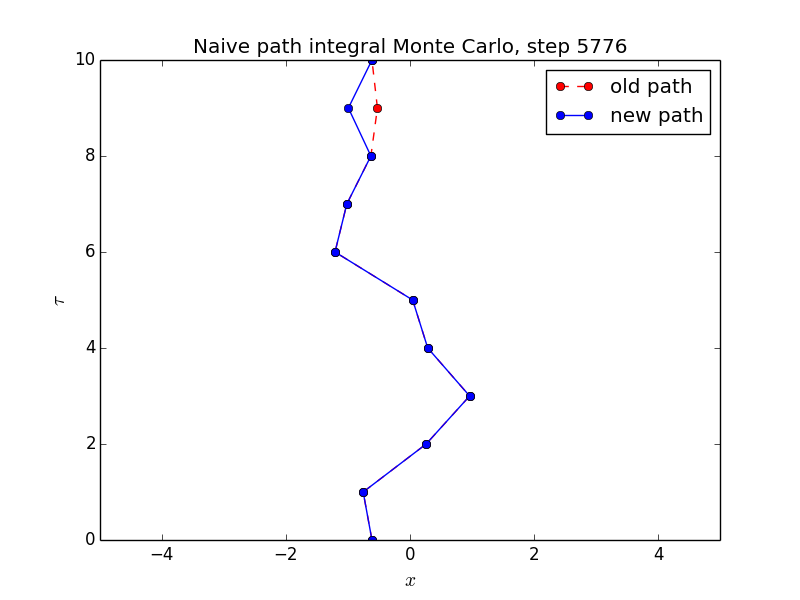 Naive path integral Monte Carlo, step 5776
old path
new path
10
8
6
4
2
0
τ
−4 −2 0 2 4
x